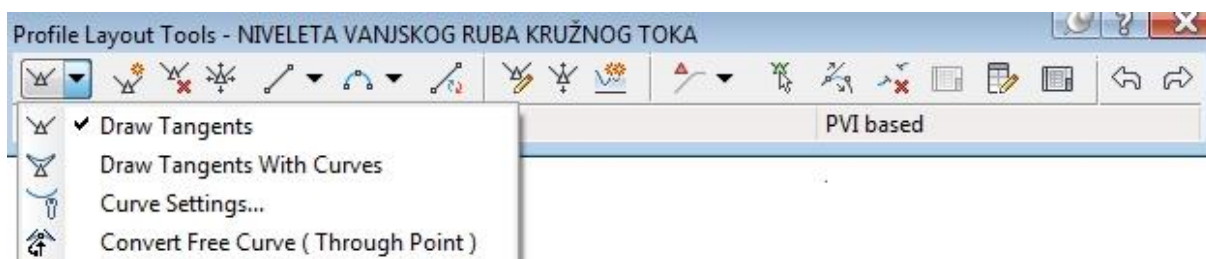 Profile Layout Tools - NIVELETA VANJSKOG RUBA KRUŽNOG TOKA
PVI based
Draw Tangents
Draw Tangents With Curves
Curve Settings...
Convert Free Curve ( Through Point )